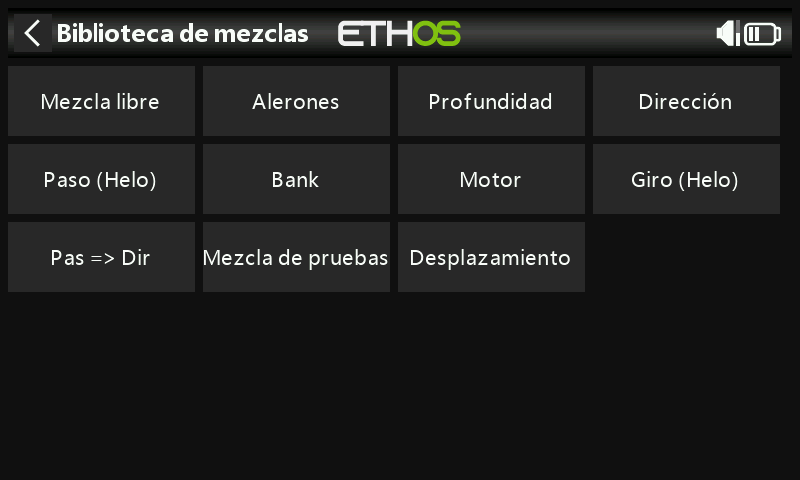 Biblioteca de mezclas ETHOS
Mezcla libre Alerones Profundidad Dirección
Paso (Helo) Bank Motor Giro (Helo)
Pas => Dir Mezcla de pruebas Desplazamiento